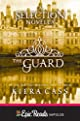 SELECTION
NOVELLA
THE GUARD
KIERA CASS
Epic Reads
IMPULSE